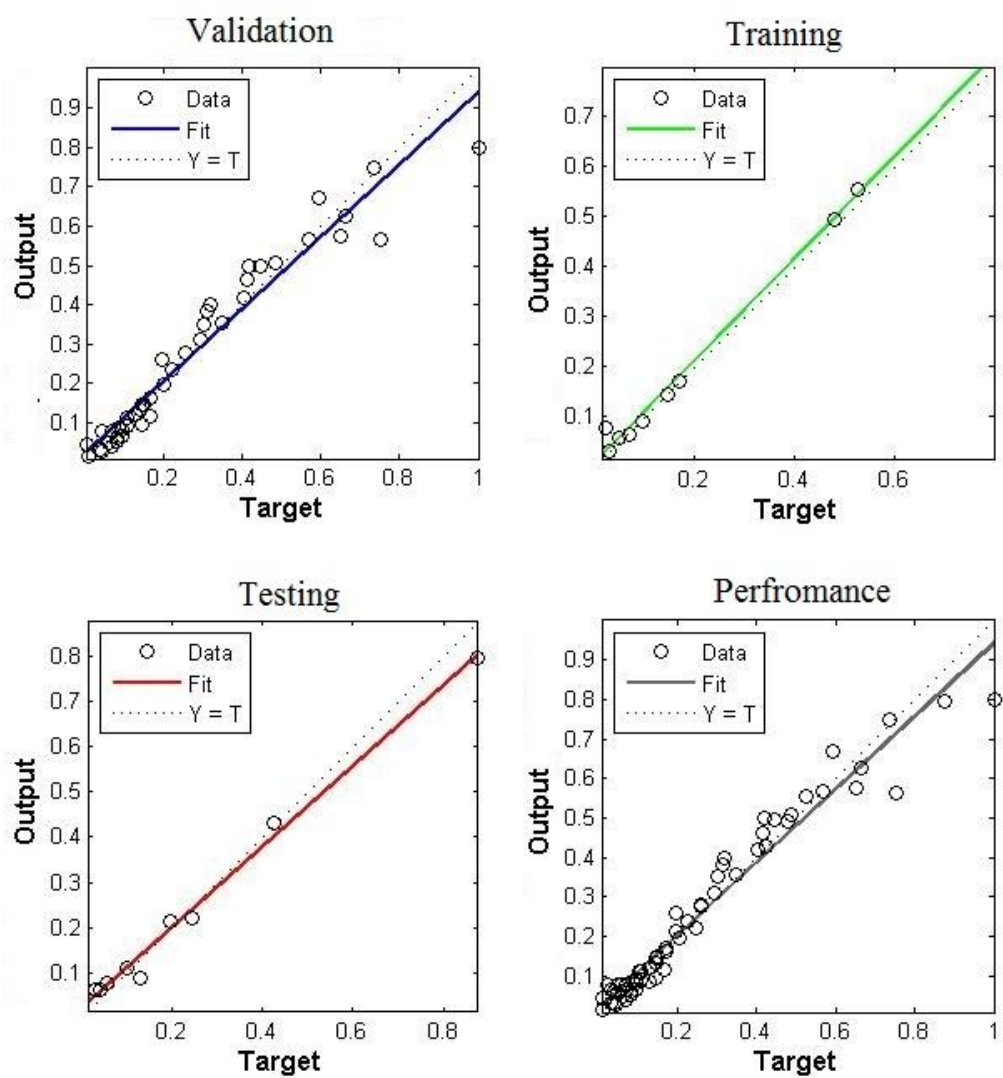 Validation
Data
Fit
Y = T
0.9
0.8
0.7
0.6
0.5
0.4
0.3
0.2
0.1
Output
0.2
0.4
0.6
0.8
1
Target
Training
Data
Fit
Y = T
0.7
0.6
0.5
0.4
0.3
0.2
0.1
Output
0.2
0.4
0.6
Target
Testing
Data
Fit
Y = T
0.8
0.7
0.6
0.5
0.4
0.3
0.2
0.1
Output
0.2
0.4
0.6
0.8
Target
Perfromance
Data
Fit
Y = T
0.9
0.8
0.7
0.6
0.5
0.4
0.3
0.2
0.1
Output
0.2
0.4
0.6
0.8
1
Target